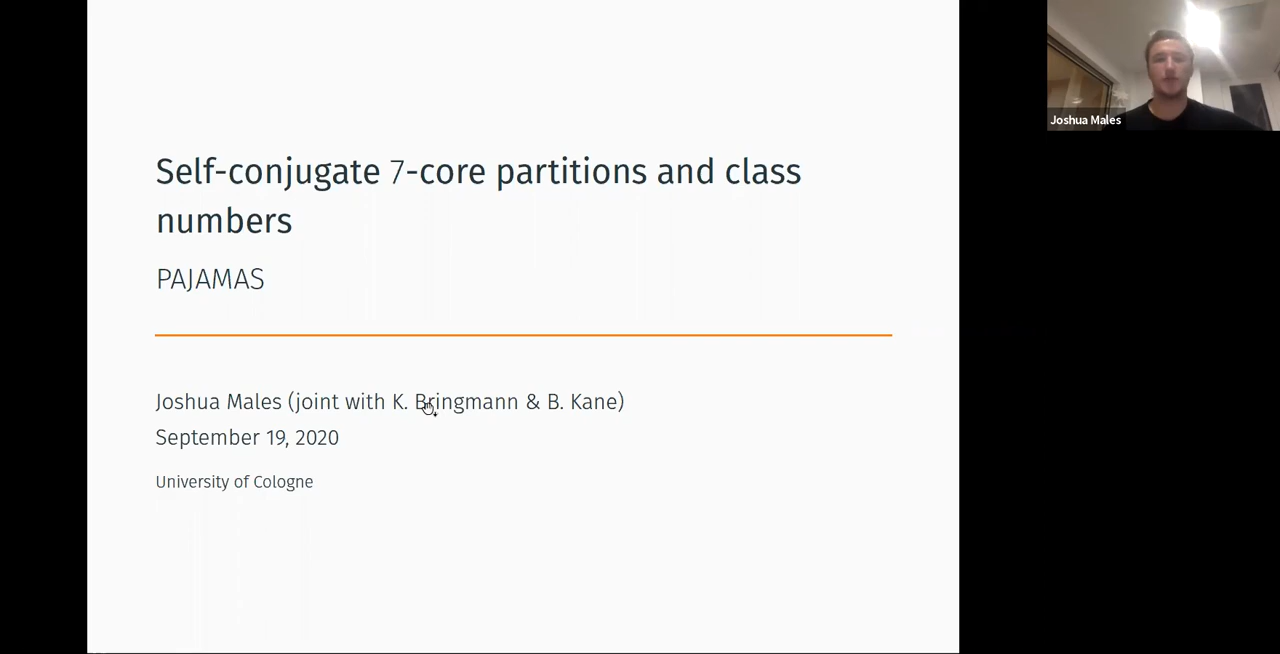 Self-conjugate 7-core partitions and class
numbers
PAJAMAS
Joshua Males (joint with K. Bringmann & B. Kane)
September 19, 2020
University of Cologne
Joshua Males